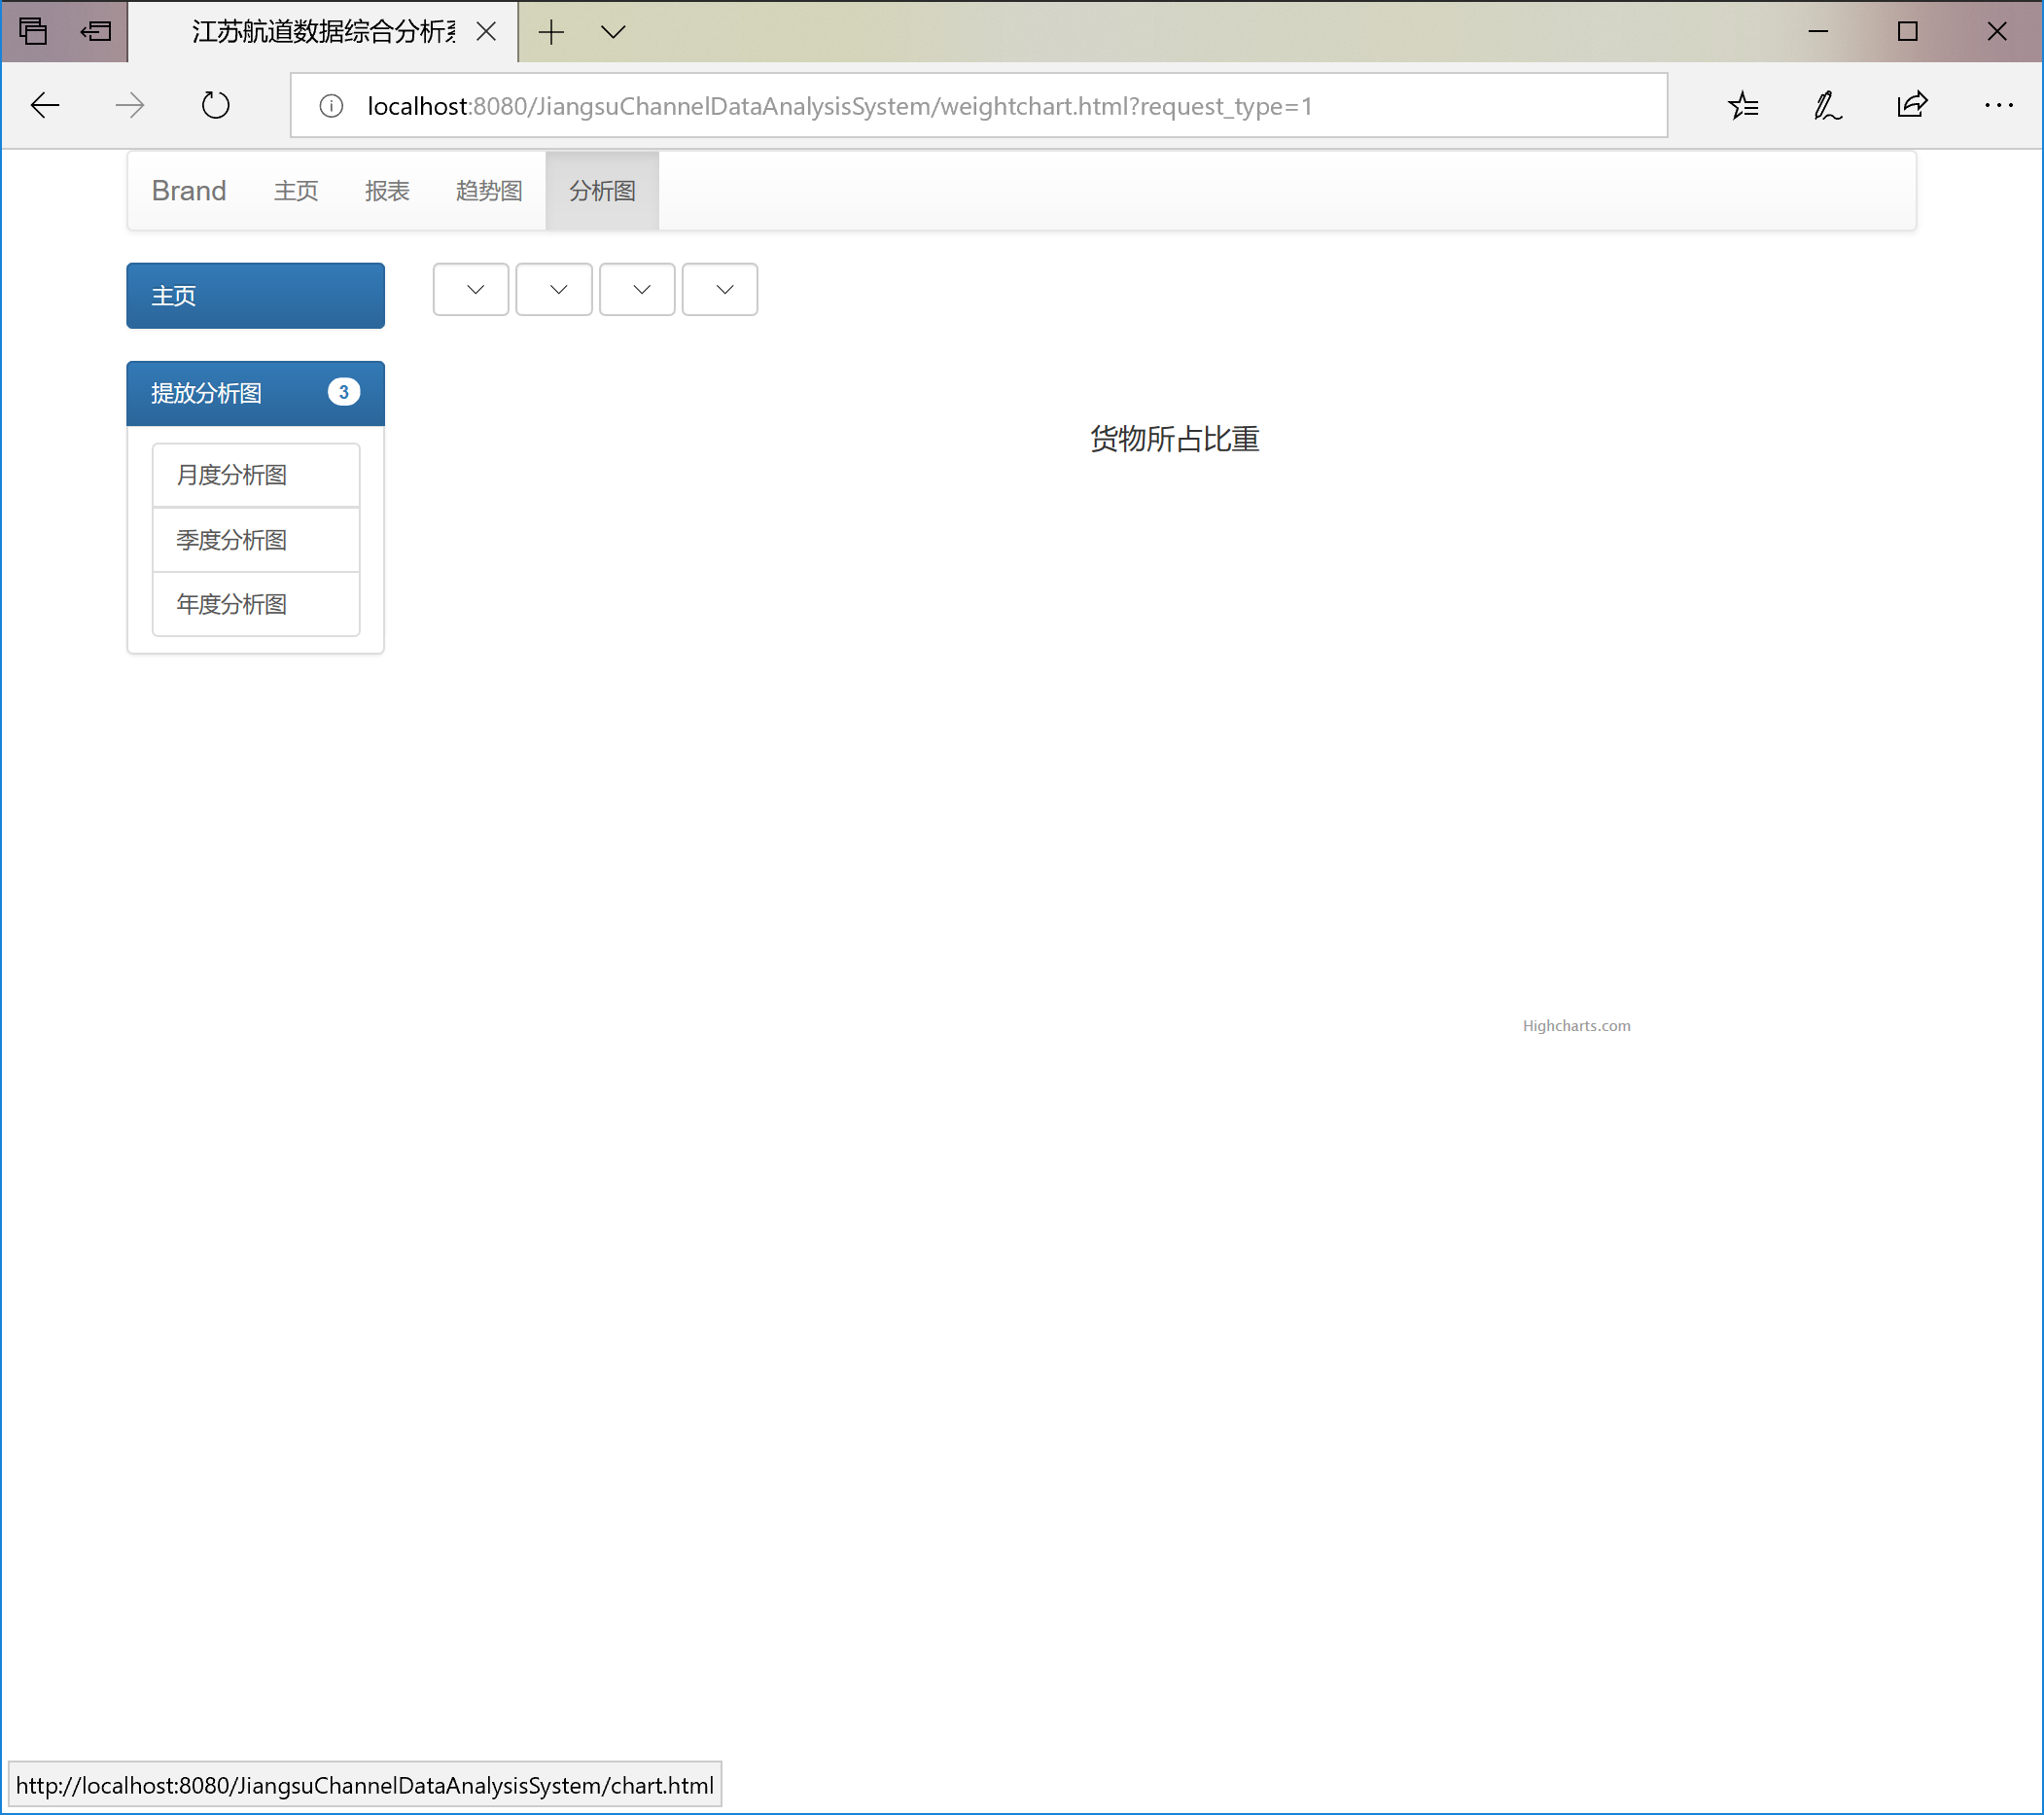 江苏航道数据综合分析系
localhost:8080/JiangsuChannelDataAnalysisSystem/weightchart.html?request_type=1
Brand 主页 报表 趋势图 分析图
主页
提放分析图 3
月度分析图
季度分析图
年度分析图
货物所占比重
Highcharts.com
http://localhost:8080/JiangsuChannelDataAnalysisSystem/chart.html